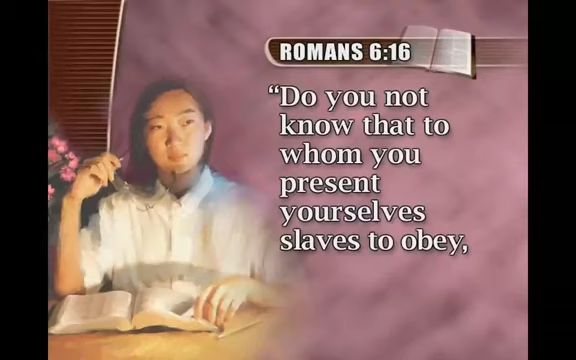 ROMANS 6:16
“Do you not
know that to
whom you
present
yourselves
slaves to obey,